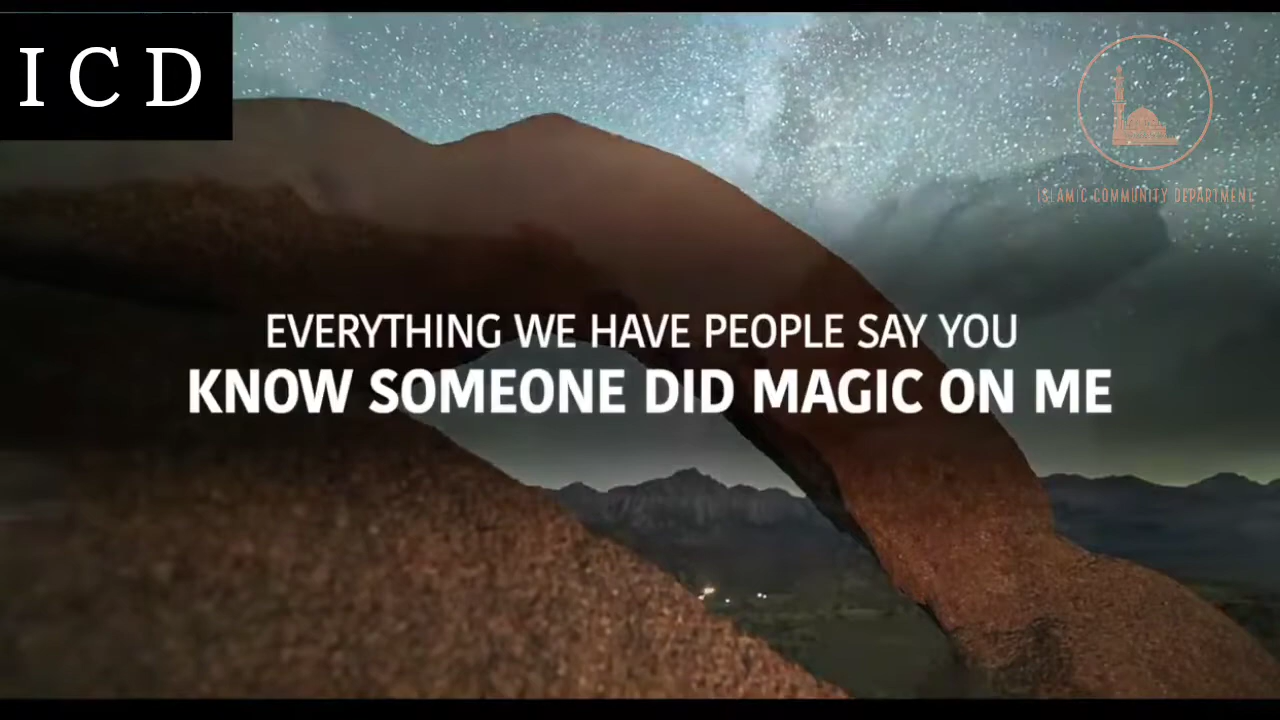 ICD
ISLAMIC COMMUNITY DEPARTMENT
EVERYTHING WE HAVE PEOPLE SAY YOU
KNOW SOMEONE DID MAGIC ON ME